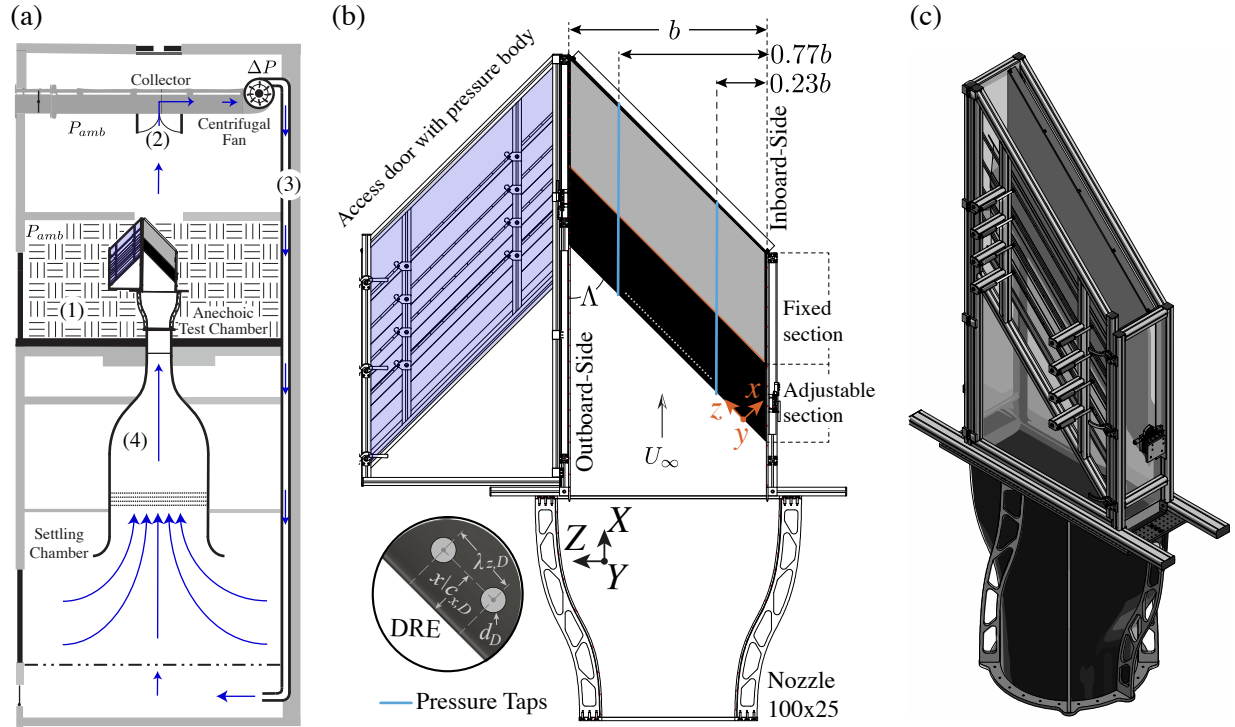 (a)
ΔP
Collector
P_amb
(2)
Centrifugal
Fan
(3)
P_amb
(1)
Anechoic
Test Chamber
(4)
Settling
Chamber
(b)
b
0.77b
0.23b
Access door with pressure body
Inboard-Side
Λ
Outboard-Side
Fixed
section
Adjustable
section
x
z
y
U_∞
X
Z
Y
λ_z,D
x/c_x,D
d_D
DRE
Pressure Taps
Nozzle
100x25
(c)